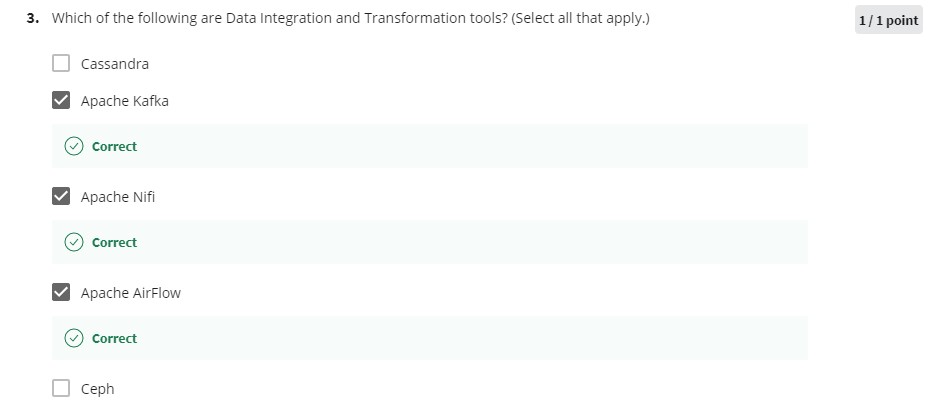 3. Which of the following are Data Integration and Transformation tools? (Select all that apply.)
1 / 1 point
Cassandra
Apache Kafka
Correct
Apache Nifi
Correct
Apache AirFlow
Correct
Ceph